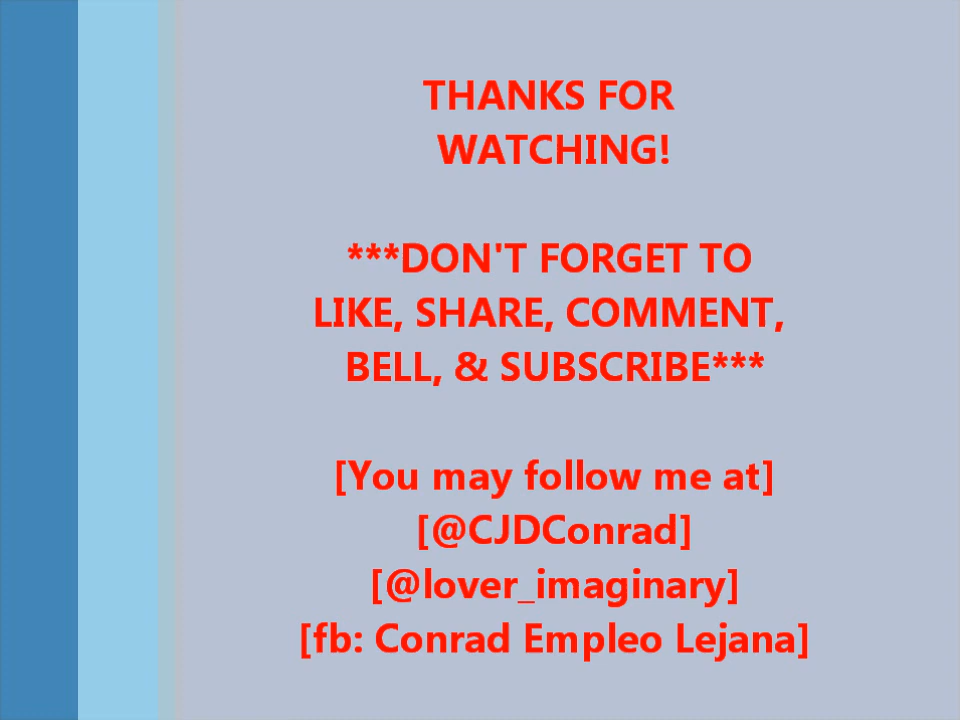 THANKS FOR
WATCHING!
***DON'T FORGET TO
LIKE, SHARE, COMMENT,
BELL, & SUBSCRIBE***
[You may follow me at]
[@CJDConrad]
[@lover_imaginary]
[fb: Conrad Empleo Lejana]